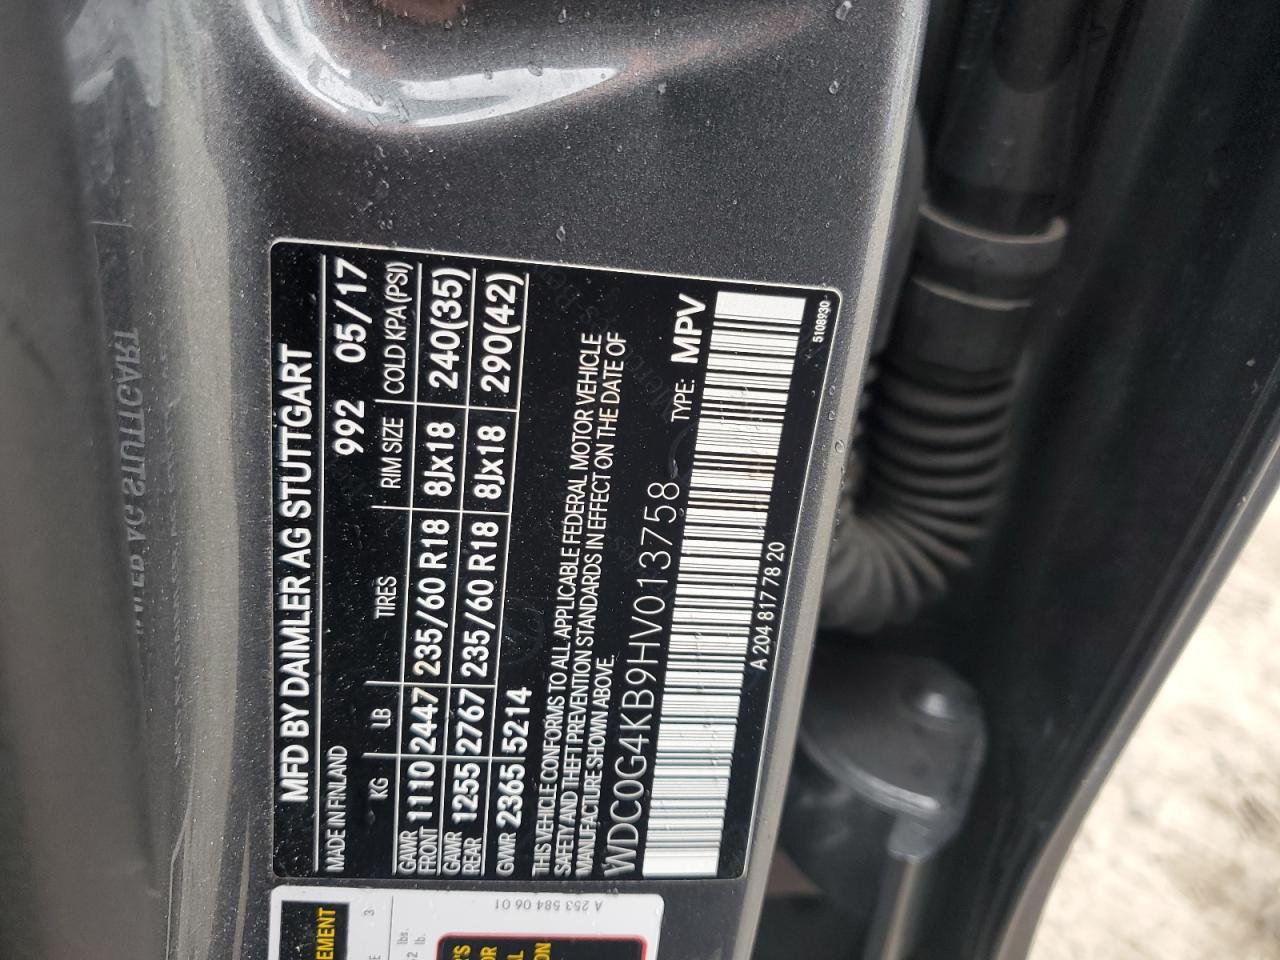 MFD BY DAIMLER AG STUTTGART
MADE IN FINLAND 992 05/17
KG LB TIRES RIM SIZE COLD KPA(PSI)
GAWR FRONT 1110 2447 235/60 R18 8Jx18 240(35)
GAWR REAR 1255 2767 235/60 R18 8Jx18 290(42)
GVWR 2365 5214
THIS VEHICLE CONFORMS TO ALL APPLICABLE FEDERAL MOTOR VEHICLE
SAFETY AND THEFT PREVENTION STANDARDS IN EFFECT ON THE DATE OF
MANUFACTURE SHOWN ABOVE.
WDC0G4KB9HV013758 TYPE: MPV
A 204 817 78 20 5108930
A 253 584 06 01
EMENT
3
lbs.
lb.